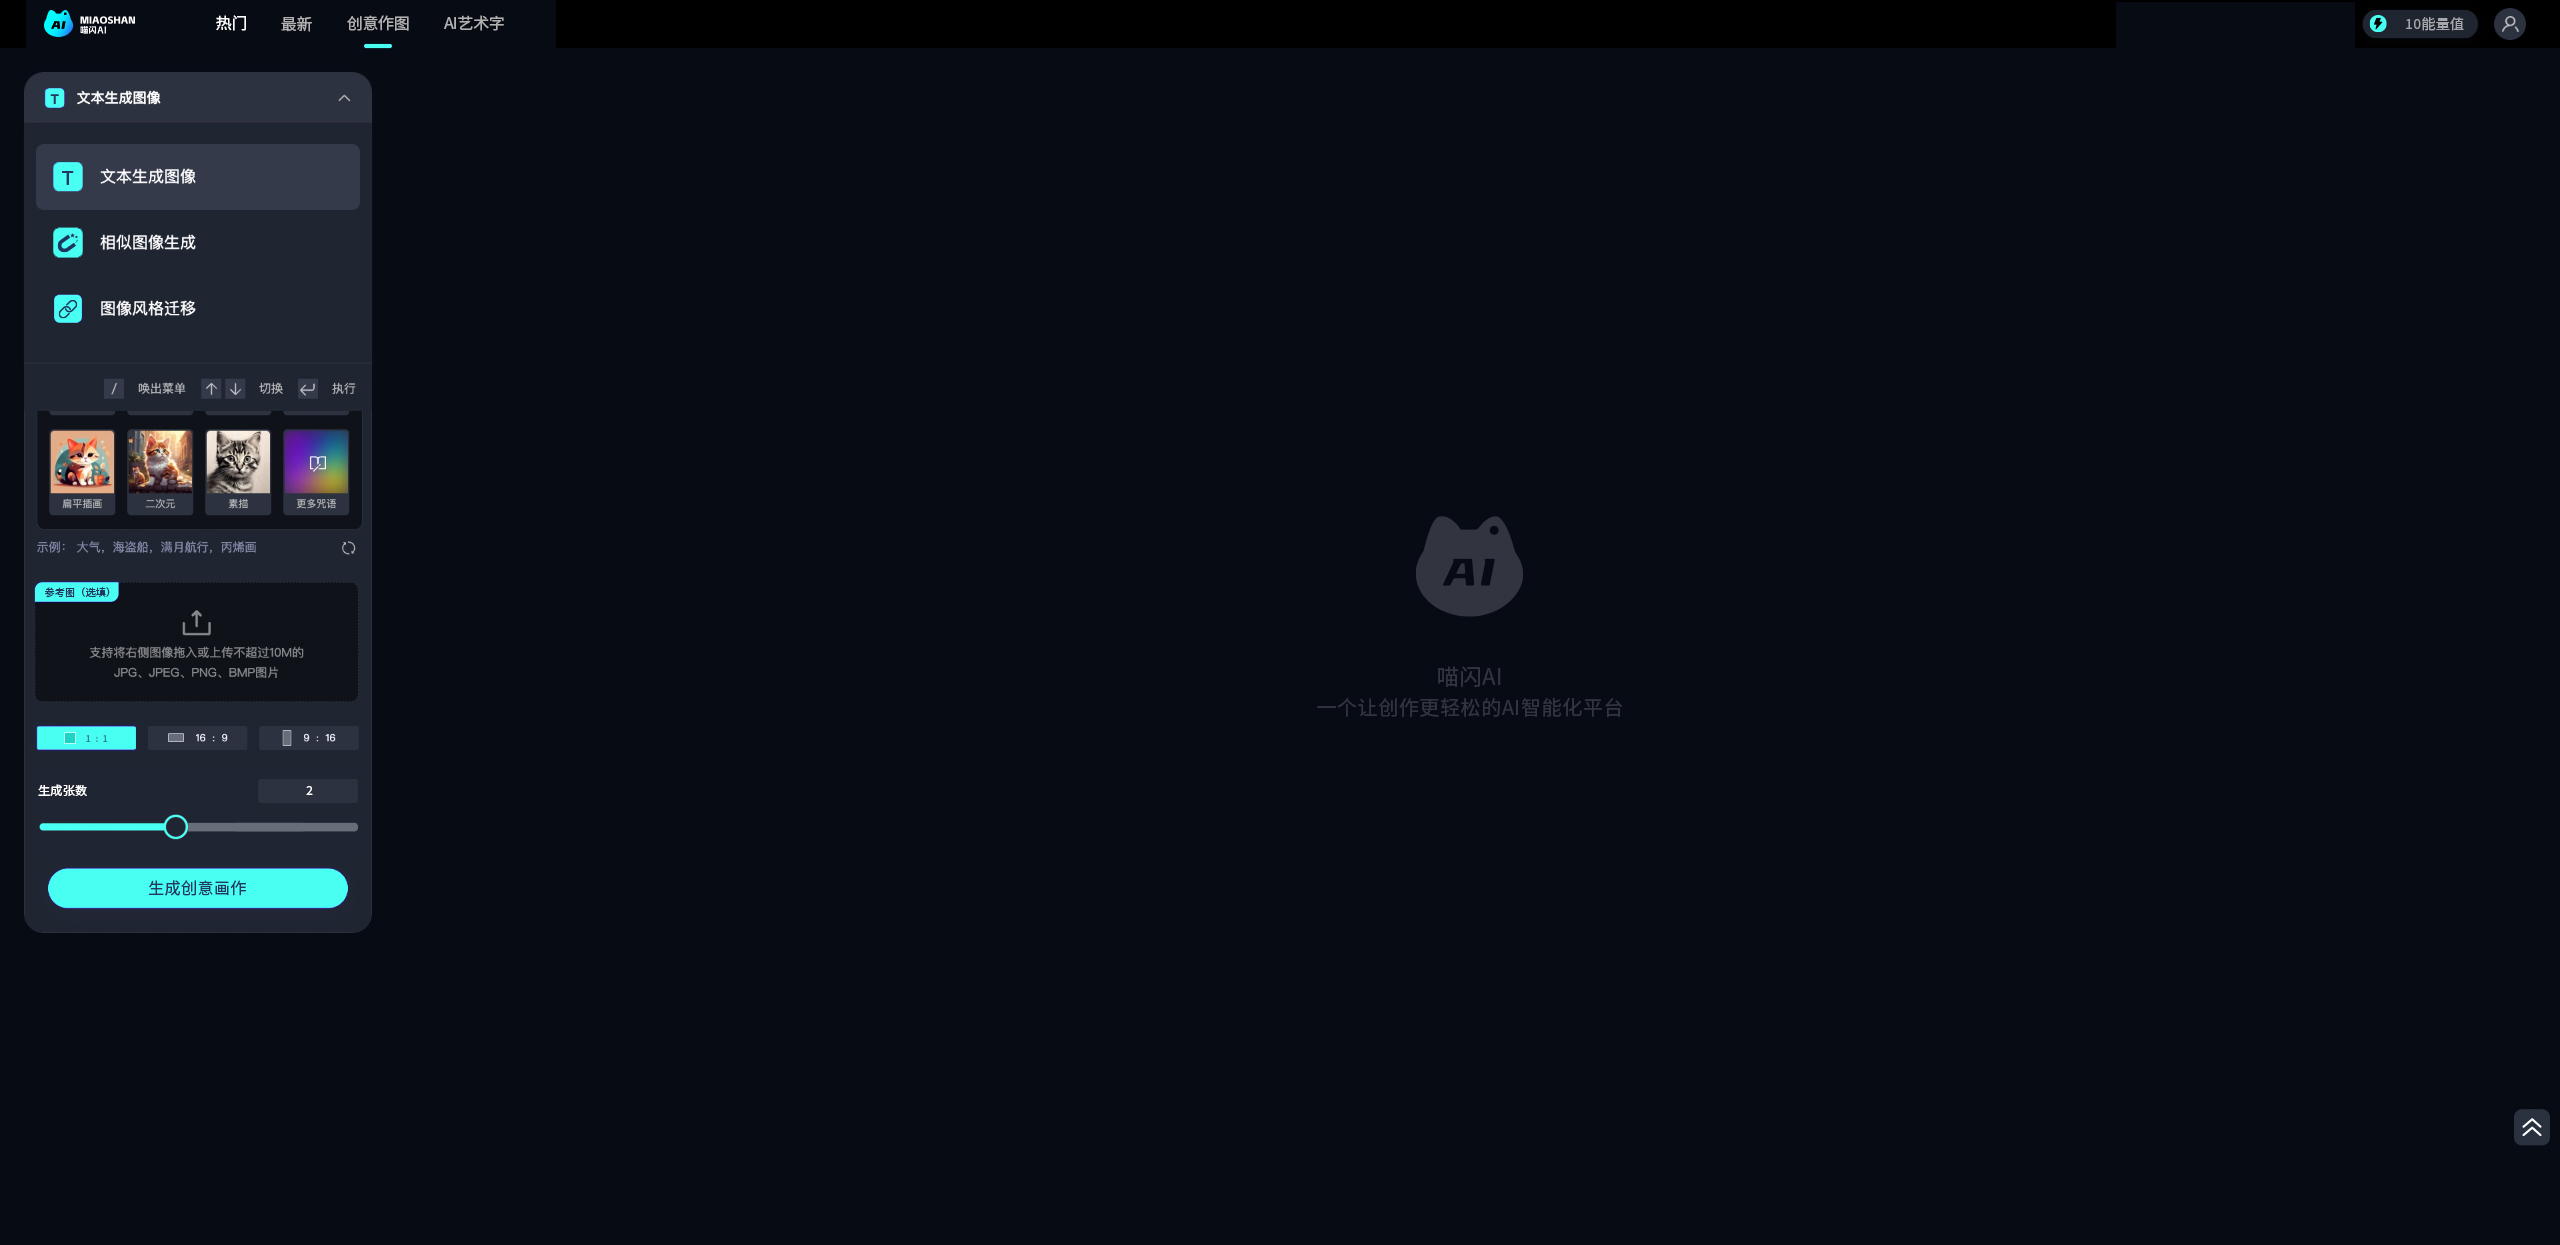 AI MIAOSHAN
喵闪AI
热门
最新
创意作图
AI艺术字
10能量值
T 文本生成图像
T 文本生成图像
相似图像生成
图像风格迁移
/ 唤出菜单 ↑ ↓ 切换 ↵ 执行
扁平插画
二次元
素描
更多咒语
示例： 大气，海盗船，满月航行，丙烯画
参考图（选填）
支持将右侧图像拖入或上传不超过10M的
JPG、JPEG、PNG、BMP图片
1 : 1
16 : 9
9 : 16
生成张数
2
生成创意画作
AI
喵闪AI
一个让创作更轻松的AI智能化平台